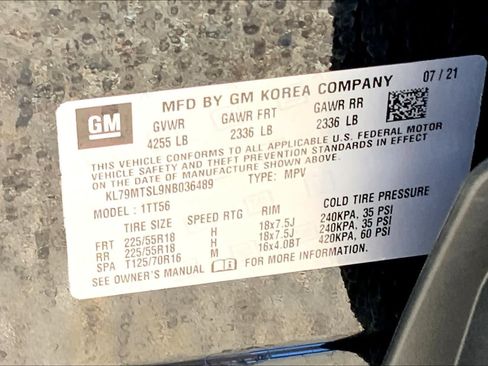 MFD BY GM KOREA COMPANY 07 / 21
GM
GVWR GAWR FRT GAWR RR
4255 LB 2336 LB 2336 LB
THIS VEHICLE CONFORMS TO ALL APPLICABLE U.S. FEDERAL MOTOR
VEHICLE SAFETY AND THEFT PREVENTION STANDARDS IN EFFECT
ON THE DATE OF MANUFACTURE SHOWN ABOVE.
KL79MTSL9NB036489 TYPE: MPV
MODEL: 1TT56
TIRE SIZE SPEED RTG RIM COLD TIRE PRESSURE
FRT 225/55R18 H 18x7.5J 240KPA, 35 PSI
RR 225/55R18 H 18x7.5J 240KPA, 35 PSI
SPA T125/70R16 M 16x4.0BT 420KPA, 60 PSI
SEE OWNER'S MANUAL FOR MORE INFORMATION.